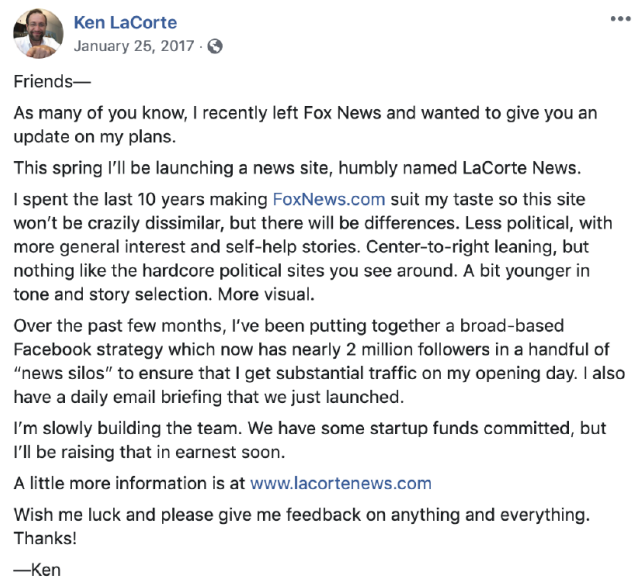 Ken LaCorte
January 25, 2017 ·
Friends—
As many of you know, I recently left Fox News and wanted to give you an
update on my plans.
This spring I'll be launching a news site, humbly named LaCorte News.
I spent the last 10 years making FoxNews.com suit my taste so this site
won't be crazily dissimilar, but there will be differences. Less political, with
more general interest and self-help stories. Center-to-right leaning, but
nothing like the hardcore political sites you see around. A bit younger in
tone and story selection. More visual.
Over the past few months, I've been putting together a broad-based
Facebook strategy which now has nearly 2 million followers in a handful of
“news silos” to ensure that I get substantial traffic on my opening day. I also
have a daily email briefing that we just launched.
I'm slowly building the team. We have some startup funds committed, but
I'll be raising that in earnest soon.
A little more information is at www.lacortenews.com
Wish me luck and please give me feedback on anything and everything.
Thanks!
—Ken